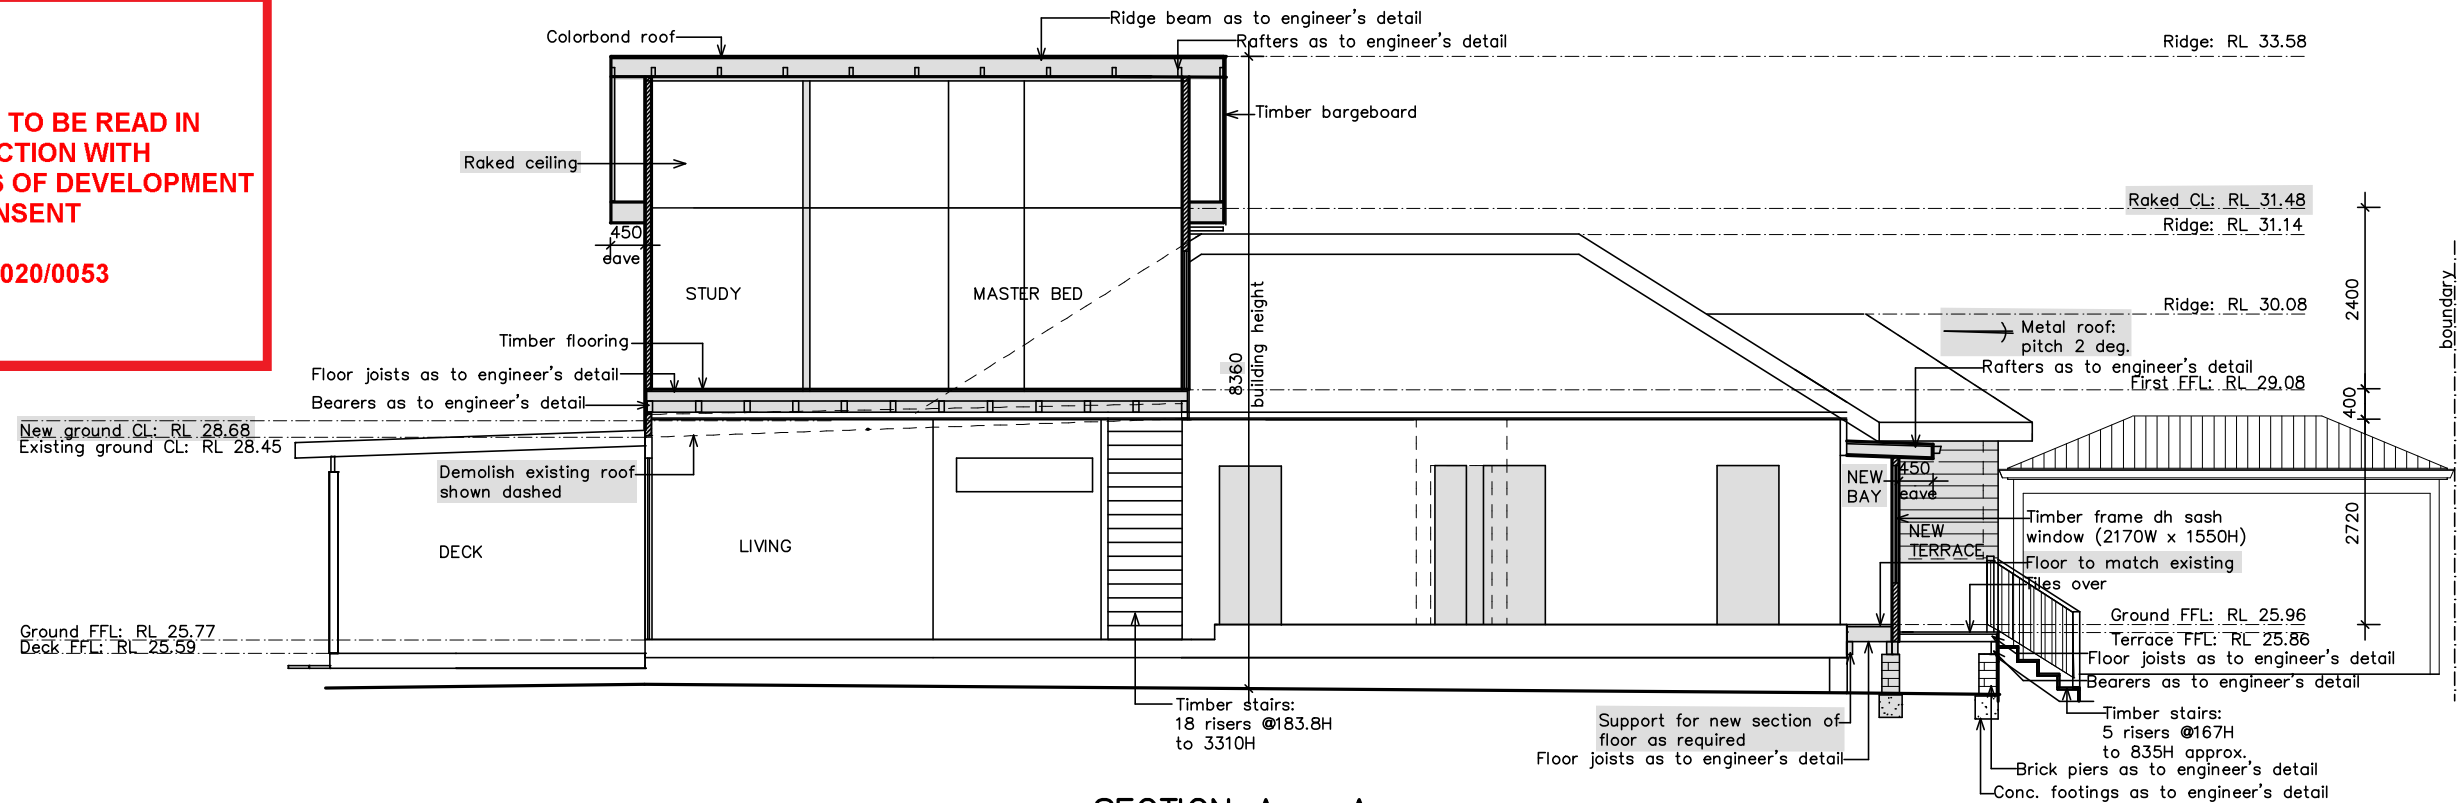 Ridge beam as to engineer's detail
Colorbond roof
Rafters as to engineer's detail
Ridge: RL 33.58
TO BE READ IN
WITH
OF DEVELOPMENT
Timber bargeboard
Raked ceiling
Raked CL: RL 31.48
Ridge: RL 31.14
450
eave
020/0053
STUDY
MASTER BED
8360
building height
Ridge: RL 30.08
2400
boundary
Metal roof:
pitch 2 deg.
Timber flooring
Rafters as to engineer's detail
Floor joists as to engineer's detail
First FFL: RL 29.08
Bearers as to engineer's detail
400
New ground CL: RL 28.68
Existing ground CL: RL 28.45
Demolish existing roof
shown dashed
NEW
BAY
450
eave
2720
Timber frame dh sash
window (2170W x 1550H)
NEW
TERRACE
DECK
LIVING
Floor to match existing
Tiles over
Ground FFL: RL 25.77
Deck FFL: RL 25.59
Ground FFL: RL 25.96
Terrace FFL: RL 25.86
Floor joists as to engineer's detail
Bearers as to engineer's detail
Timber stairs:
18 risers @183.8H
to 3310H
Support for new section of
floor as required
Floor joists as to engineer's detail
Timber stairs:
5 risers @167H
to 835H approx.
Brick piers as to engineer's detail
Conc. footings as to engineer's detail
SECTION A A